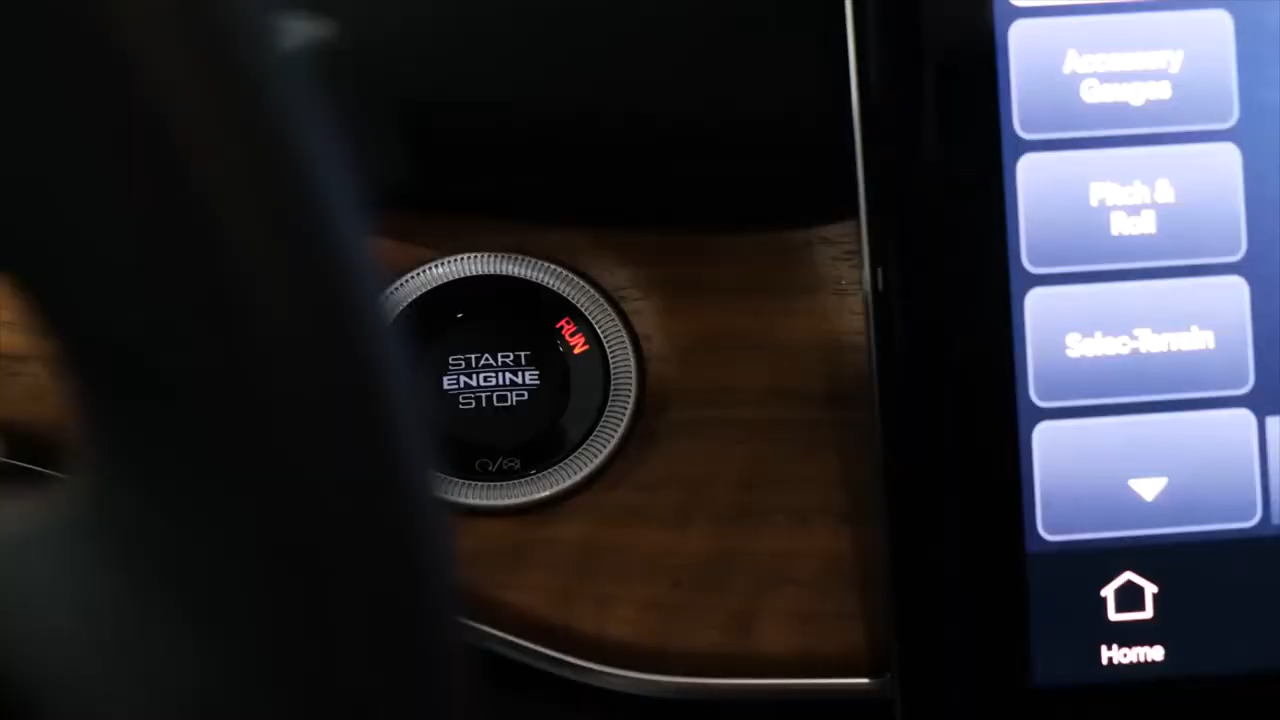 RUN
START
ENGINE
STOP
Accessory
Gauges
Pitch &
Roll
Selec-Terrain
Home